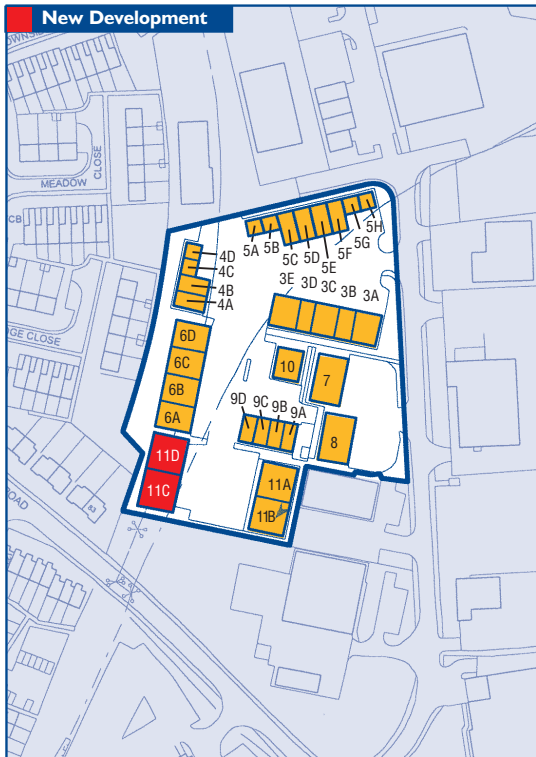 New Development
MEADOW
CLOSE
CB
GE CLOSE
ROAD
83
5A
5B
5C
5D
5E
5F
5G
5H
4D
4C
4B
4A
3E
3D
3C
3B
3A
6D
6C
6B
6A
10
7
8
9D
9C
9B
9A
11D
11C
11A
11B